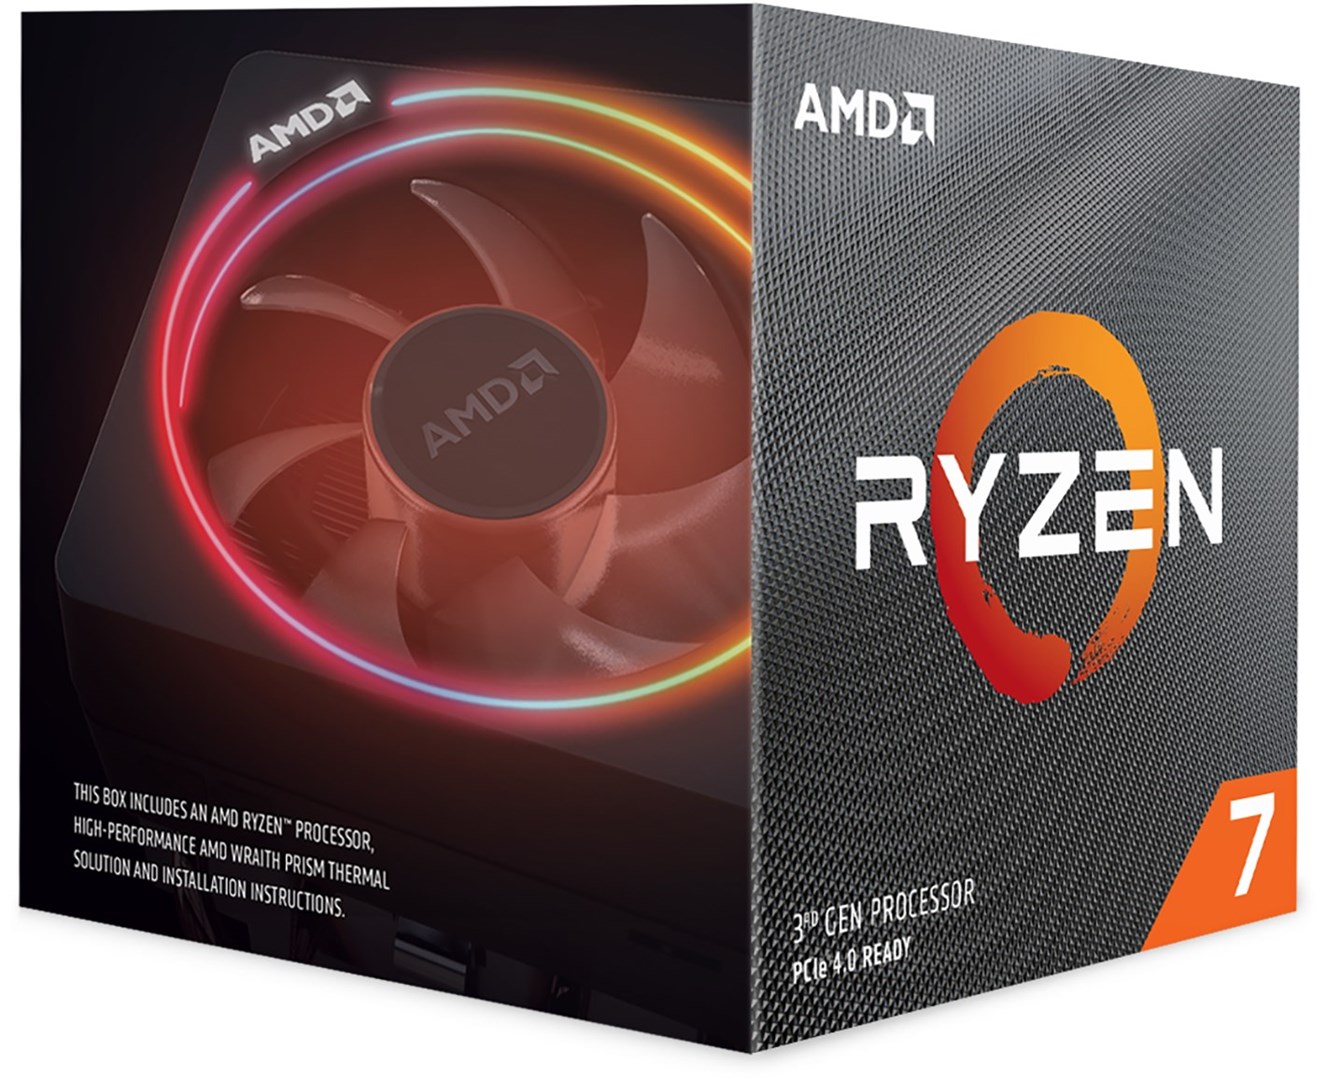 AMD
AMD
THIS BOX INCLUDES AN AMD RYZEN™ PROCESSOR,
HIGH-PERFORMANCE AMD WRAITH PRISM THERMAL
SOLUTION AND INSTALLATION INSTRUCTIONS.
AMD
RYZEN
7
3RD GEN PROCESSOR
PCIe 4.0 READY